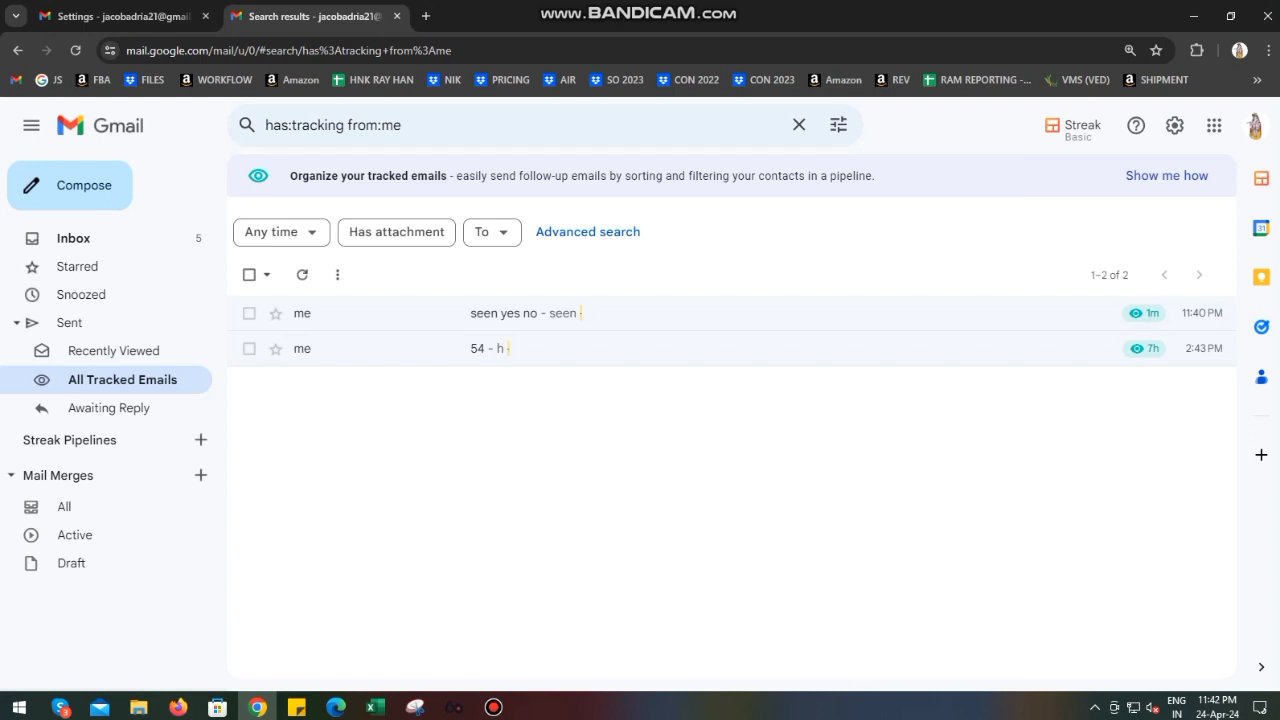 www.BANDICAM.com
Settings - jacobadria21@gmail
Search results - jacobadria21@
mail.google.com/mail/u/0/#search/has%3Atracking+from%3Ame
JS
FBA
FILES
WORKFLOW
Amazon
HNK RAY HAN
NIK
PRICING
AIR
SO 2023
CON 2022
CON 2023
Amazon
REV
RAM REPORTING -...
VMS (VED)
SHIPMENT
Gmail
has:tracking from:me
Streak
Basic
Compose
Organize your tracked emails - easily send follow-up emails by sorting and filtering your contacts in a pipeline.
Show me how
Any time
Has attachment
To
Advanced search
Inbox 5
Starred
Snoozed
Sent
Recently Viewed
All Tracked Emails
Awaiting Reply
Streak Pipelines
Mail Merges
All
Active
Draft
1–2 of 2
me seen yes no - seen - 1m 11:40 PM
me 54 - h - 7h 2:43 PM
31
3
ENG
IN
11:42 PM
24-Apr-24